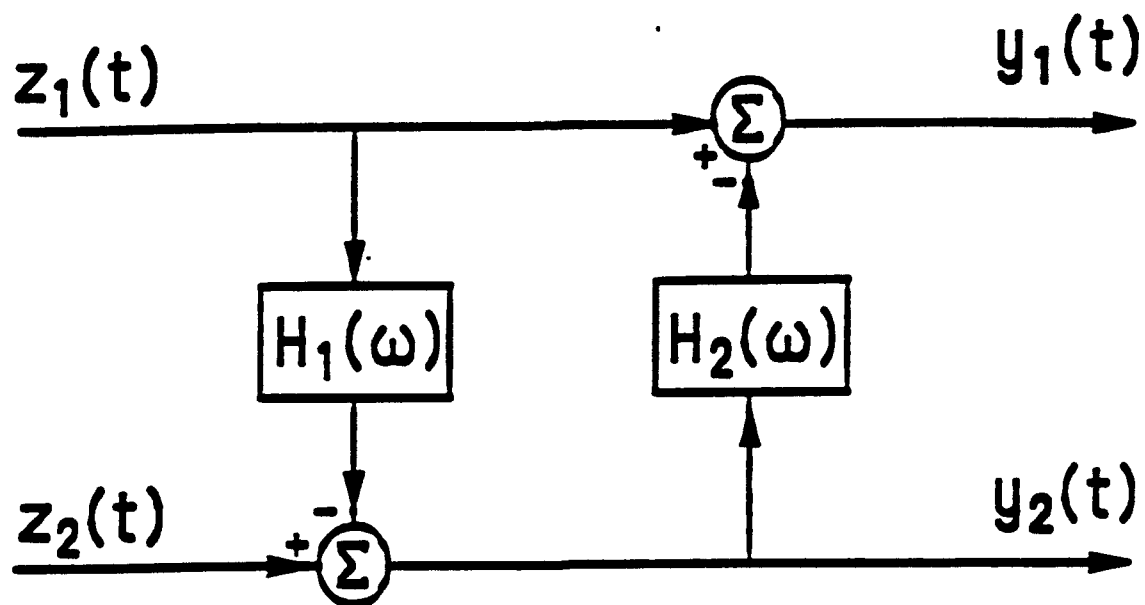 z₁(t)
y₁(t)
Σ
+
-
H₁(ω)
H₂(ω)
-
z₂(t)
+
Σ
y₂(t)